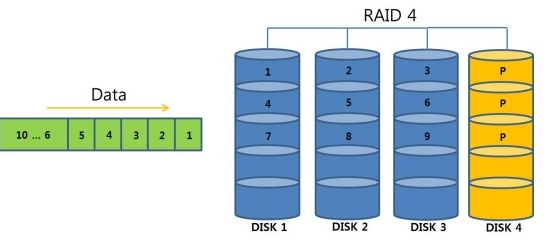 RAID 4
Data
10 ... 6 5 4 3 2 1
1 2 3 P
4 5 6 P
7 8 9 P
DISK 1 DISK 2 DISK 3 DISK 4